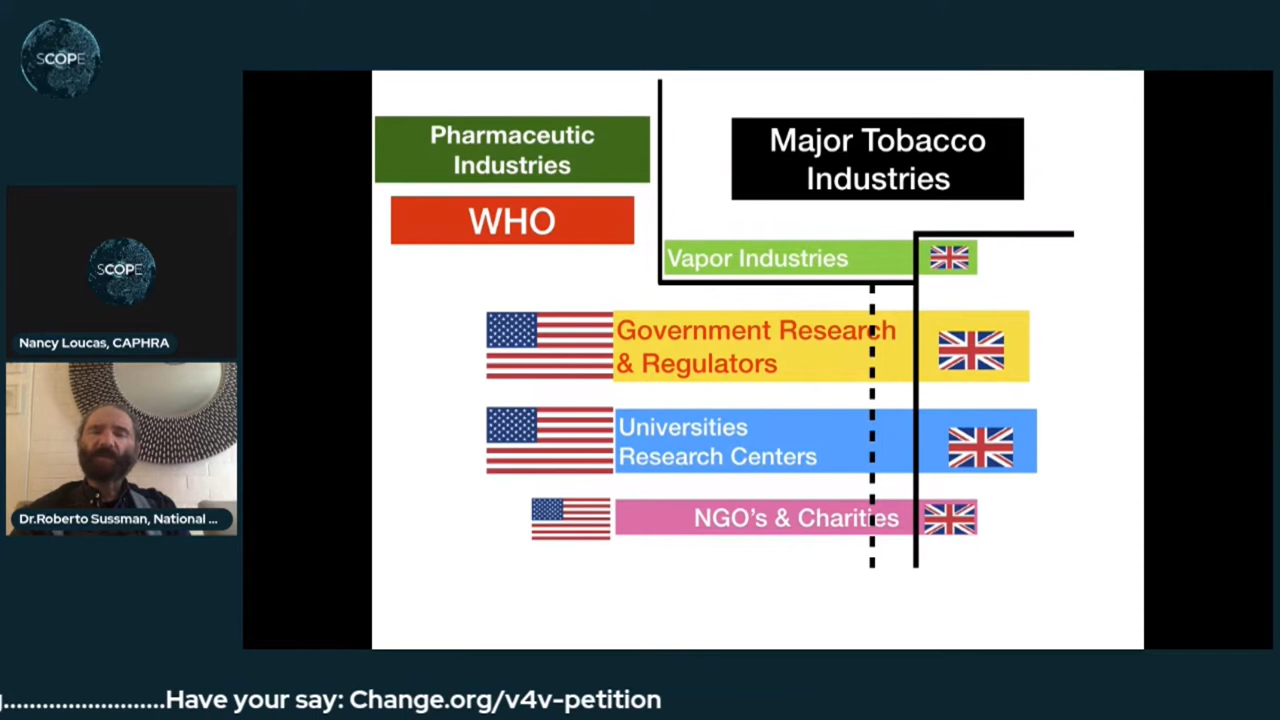 SCOPE
Pharmaceutic
Industries
WHO
Major Tobacco
Industries
Vapor Industries
Government Research
& Regulators
Universities
Research Centers
NGO's & Charities
SCOPE
Nancy Loucas, CAPHRA
Dr.Roberto Sussman, National ...
g.......................Have your say: Change.org/v4v-petition